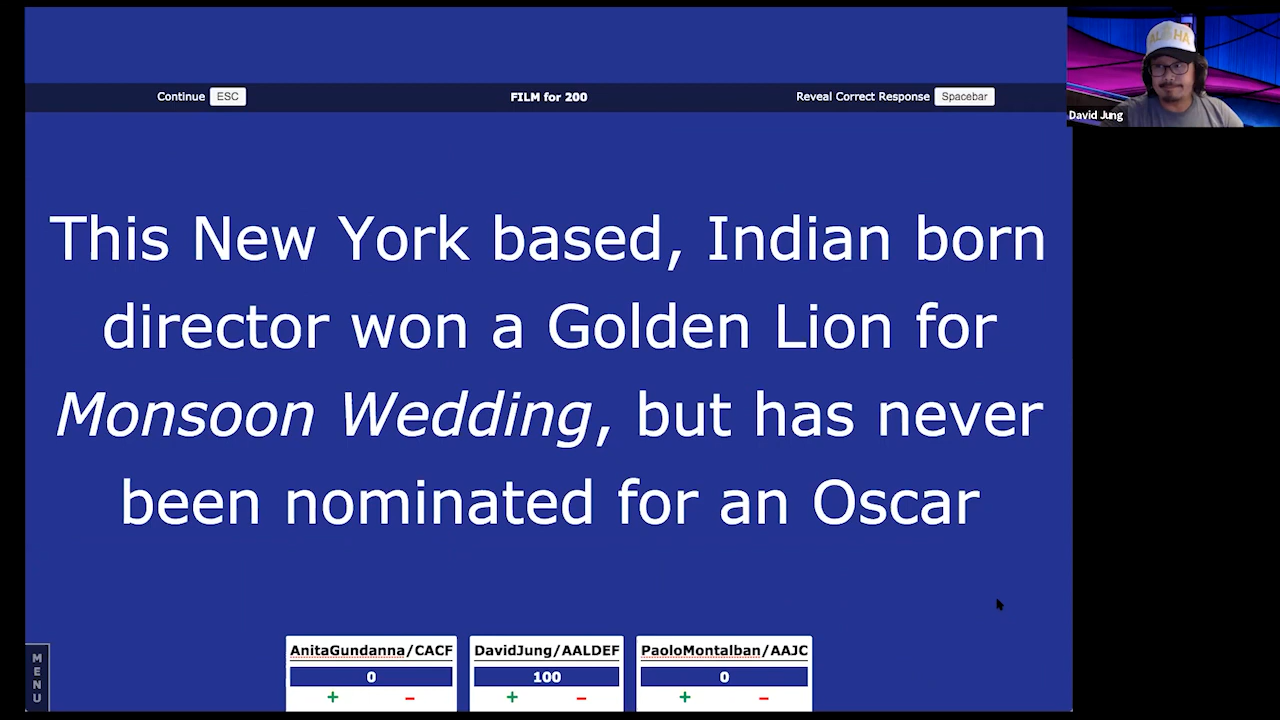 Continue ESC FILM for 200 Reveal Correct Response Spacebar
ALOHA
David Jung
This New York based, Indian born
director won a Golden Lion for
Monsoon Wedding, but has never
been nominated for an Oscar
MENU
AnitaGundanna/CACF DavidJung/AALDEF PaoloMontalban/AAJC
0 100 0
+ − + − + −